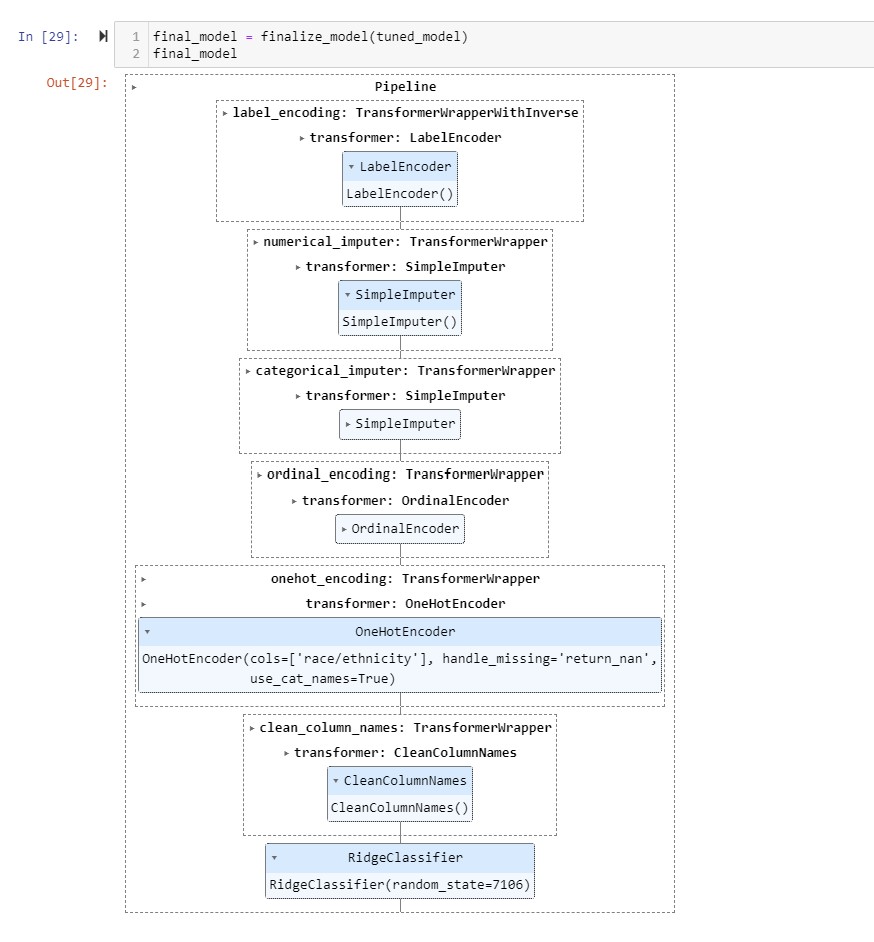 In [29]:
1 final_model = finalize_model(tuned_model)
2 final_model
Out[29]:
Pipeline
label_encoding: TransformerWrapperWithInverse
transformer: LabelEncoder
LabelEncoder
LabelEncoder()
numerical_imputer: TransformerWrapper
transformer: SimpleImputer
SimpleImputer
SimpleImputer()
categorical_imputer: TransformerWrapper
transformer: SimpleImputer
SimpleImputer
ordinal_encoding: TransformerWrapper
transformer: OrdinalEncoder
OrdinalEncoder
onehot_encoding: TransformerWrapper
transformer: OneHotEncoder
OneHotEncoder
OneHotEncoder(cols=['race/ethnicity'], handle_missing='return_nan',
use_cat_names=True)
clean_column_names: TransformerWrapper
transformer: CleanColumnNames
CleanColumnNames
CleanColumnNames()
RidgeClassifier
RidgeClassifier(random_state=7106)